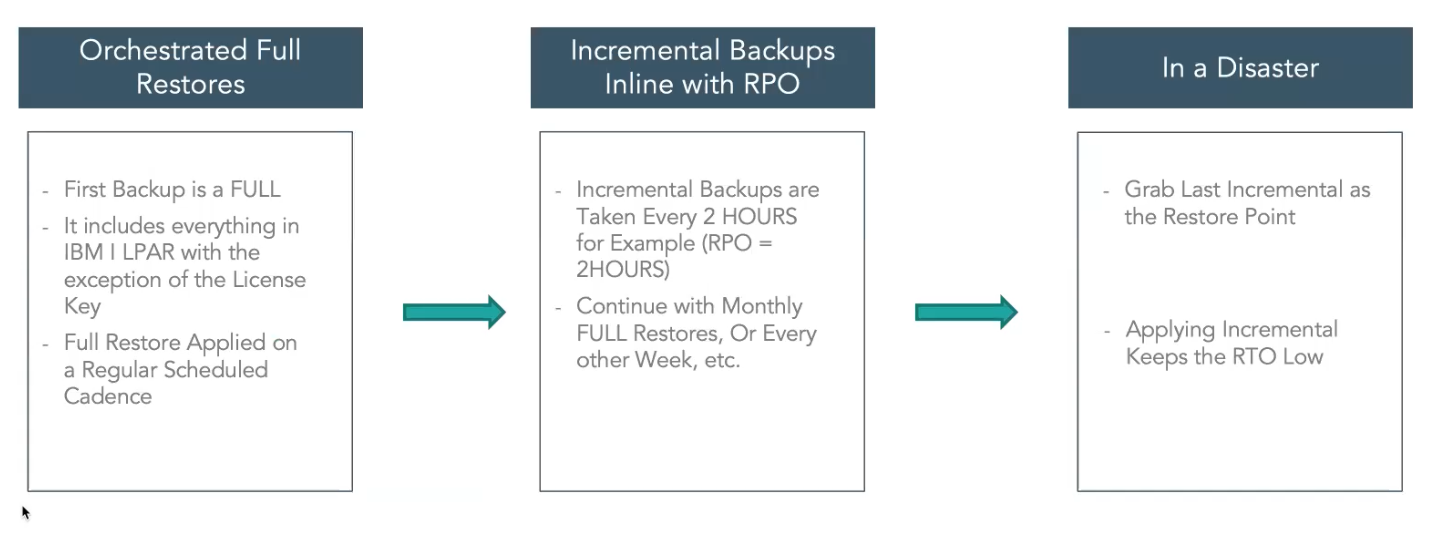 Orchestrated Full
Restores
- First Backup is a FULL
- It includes everything in
IBM I LPAR with the
exception of the License
Key
- Full Restore Applied on
a Regular Scheduled
Cadence
Incremental Backups
Inline with RPO
- Incremental Backups are
Taken Every 2 HOURS
for Example (RPO =
2HOURS)
- Continue with Monthly
FULL Restores, Or Every
other Week, etc.
In a Disaster
- Grab Last Incremental as
the Restore Point
- Applying Incremental
Keeps the RTO Low